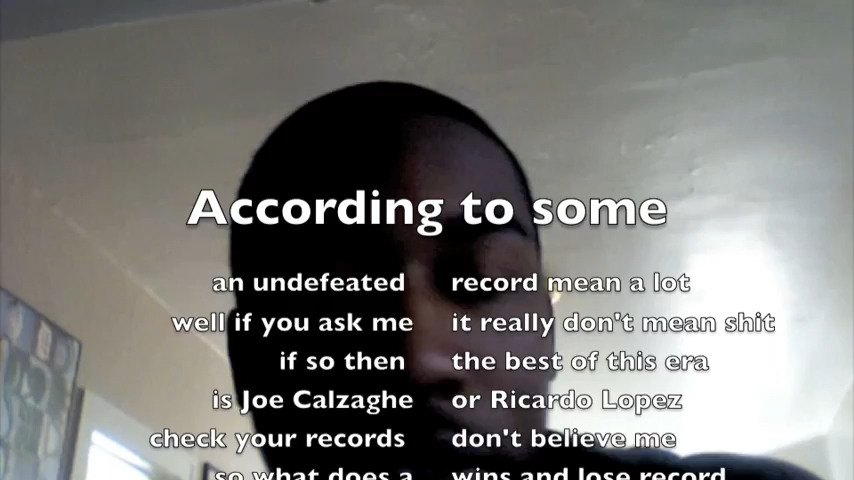 According to some
an undefeated record mean a lot
well if you ask me it really don't mean shit
if so then the best of this era
is Joe Calzaghe or Ricardo Lopez
check your records don't believe me
so what does a wins and lose record